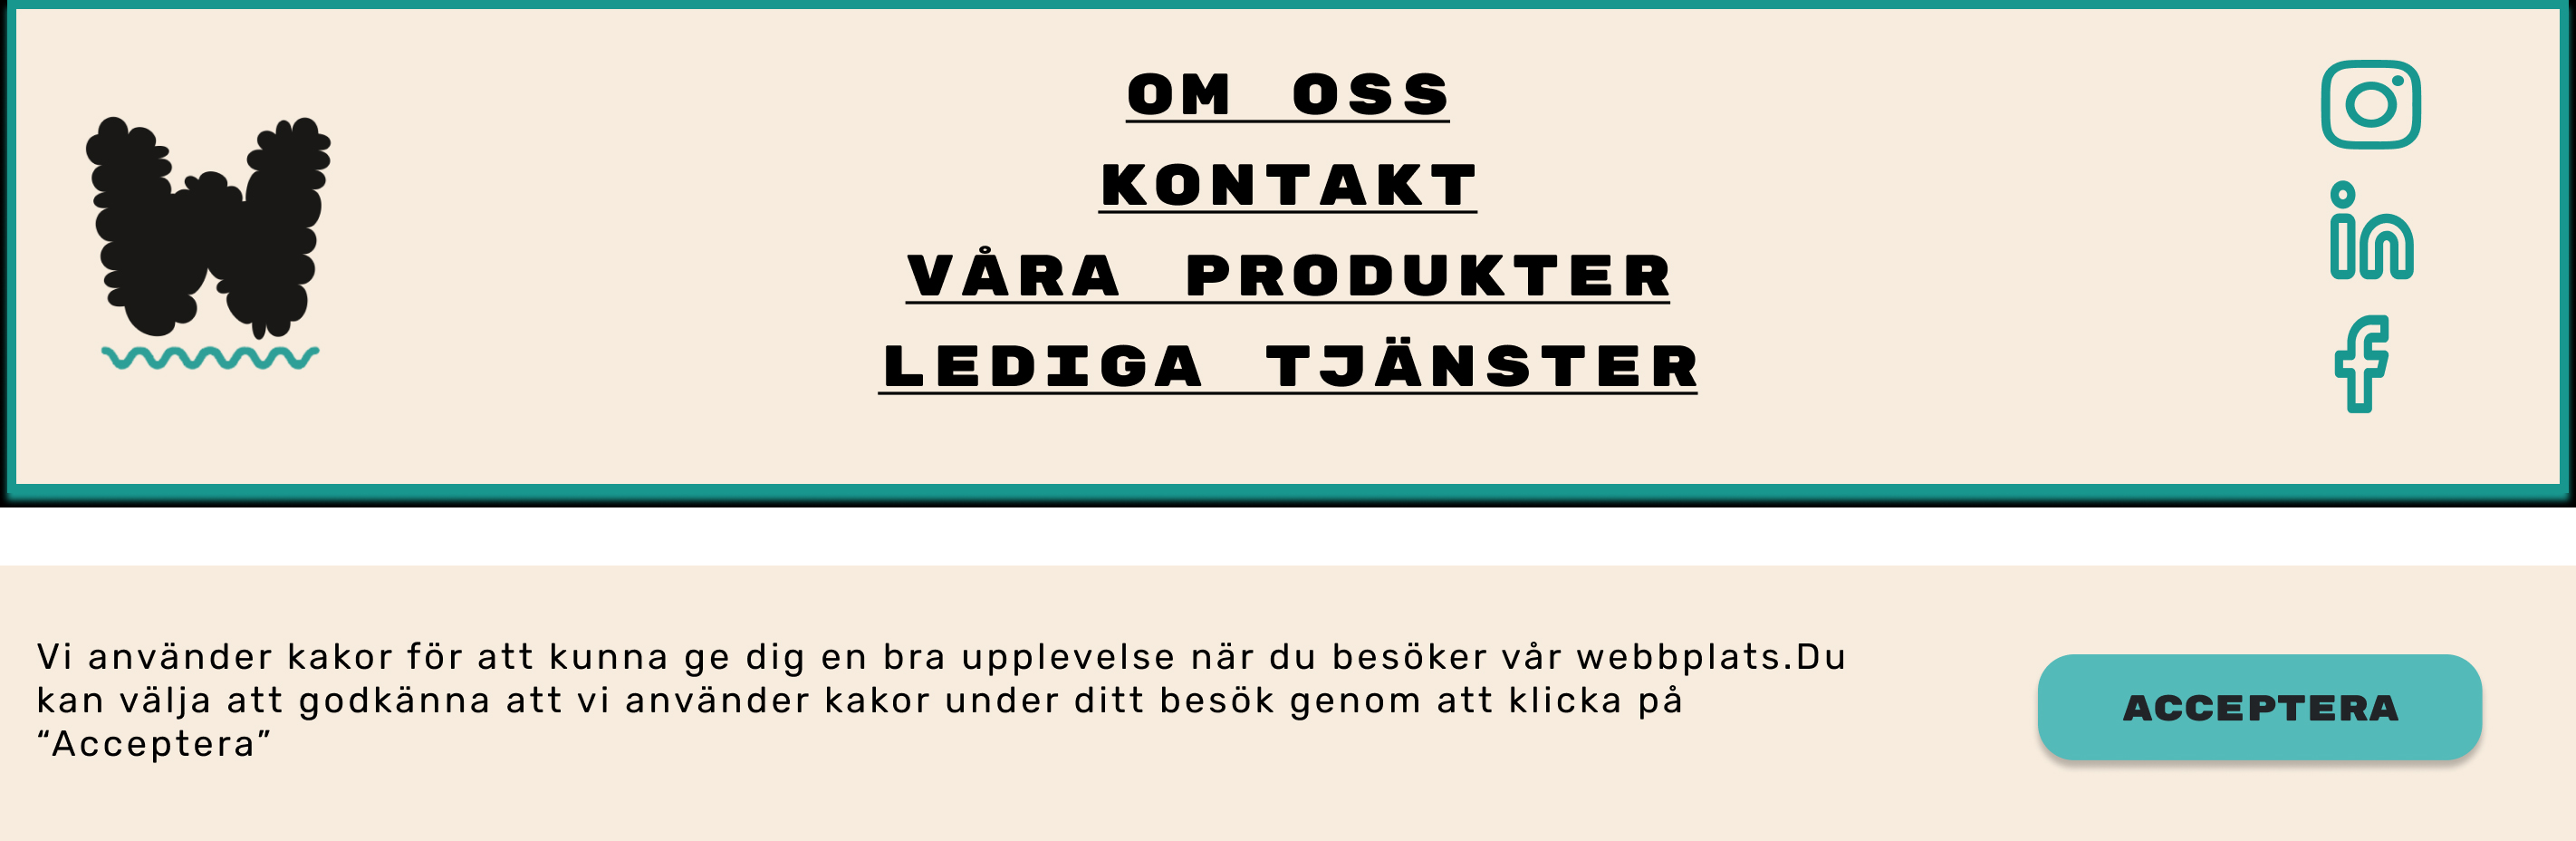 OM OSS
KONTAKT
VÅRA PRODUKTER
LEDIGA TJÄNSTER
Vi använder kakor för att kunna ge dig en bra upplevelse när du besöker vår webbplats.Du
kan välja att godkänna att vi använder kakor under ditt besök genom att klicka på
“Acceptera”
ACCEPTERA